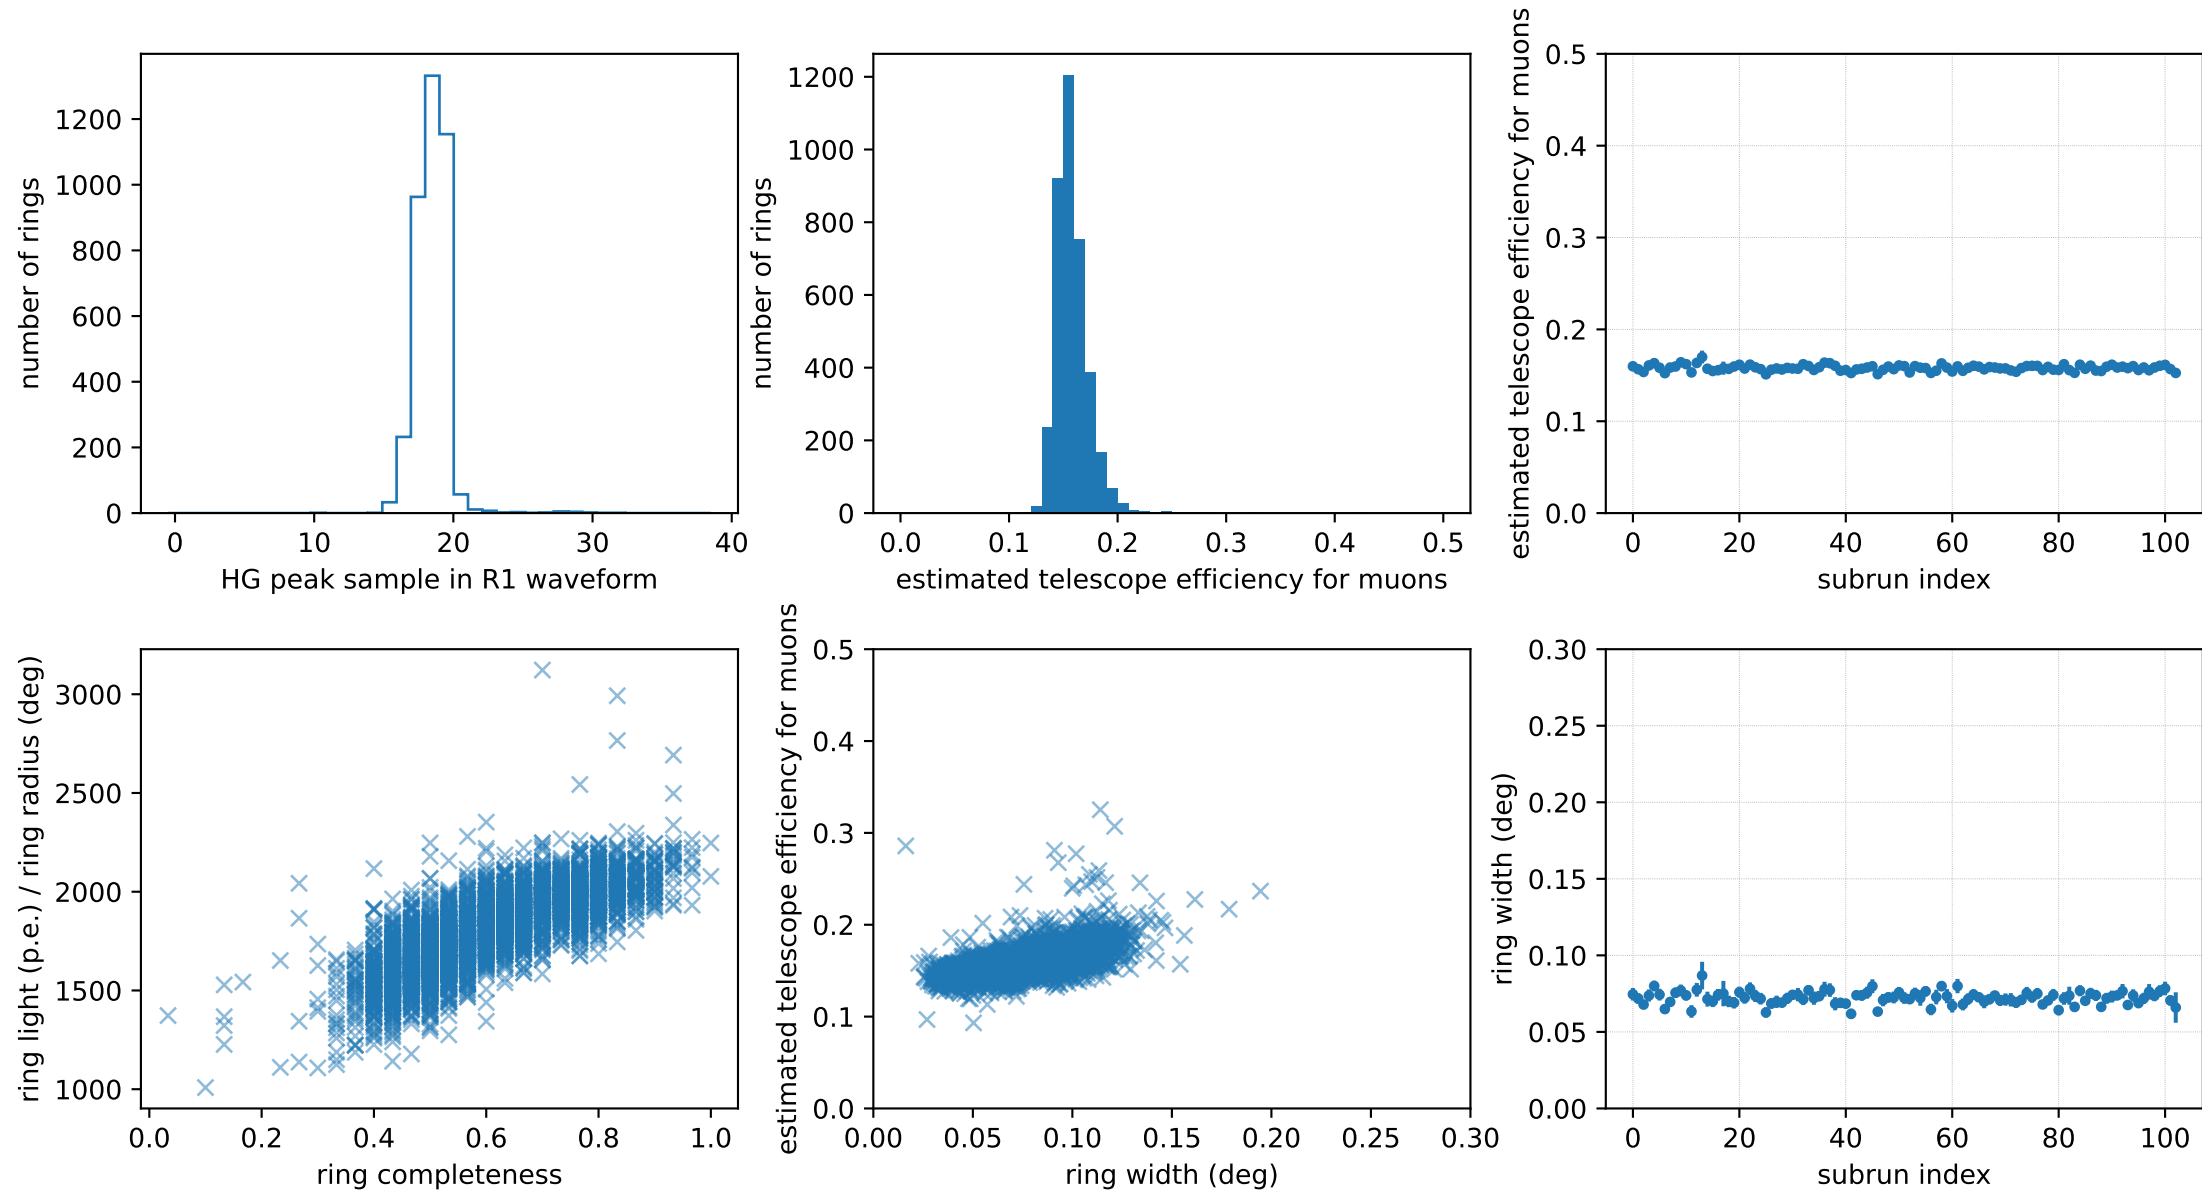 number of rings
1200
1000
800
600
400
200
0
0 10 20 30 40
HG peak sample in R1 waveform
number of rings
1200
1000
800
600
400
200
0
0.0 0.1 0.2 0.3 0.4 0.5
estimated telescope efficiency for muons
estimated telescope efficiency for muons
0.5
0.4
0.3
0.2
0.1
0.0
0 20 40 60 80 100
subrun index
ring light (p.e.) / ring radius (deg)
3000
2500
2000
1500
1000
0.0 0.2 0.4 0.6 0.8 1.0
ring completeness
estimated telescope efficiency for muons
0.5
0.4
0.3
0.2
0.1
0.0
0.00 0.05 0.10 0.15 0.20 0.25 0.30
ring width (deg)
ring width (deg)
0.30
0.25
0.20
0.15
0.10
0.05
0.00
0 20 40 60 80 100
subrun index